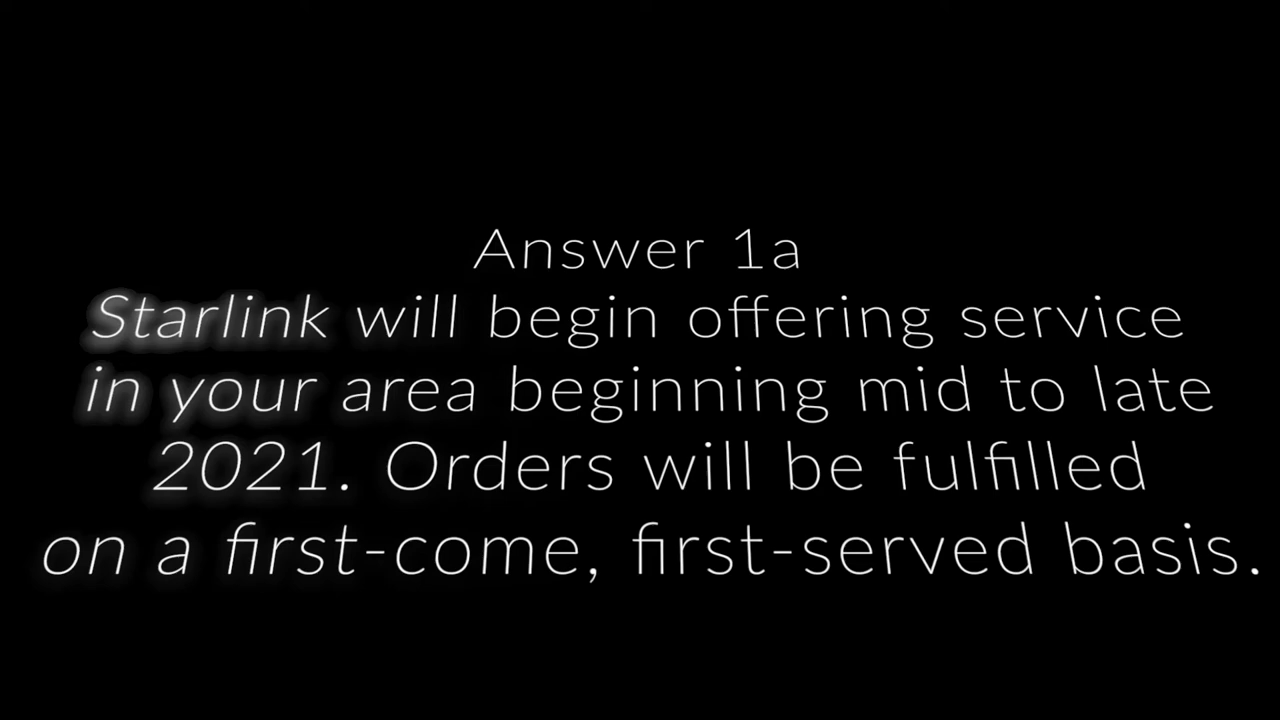 Answer 1a
Starlink will begin offering service
in your area beginning mid to late
2021. Orders will be fulfilled
on a first-come, first-served basis.